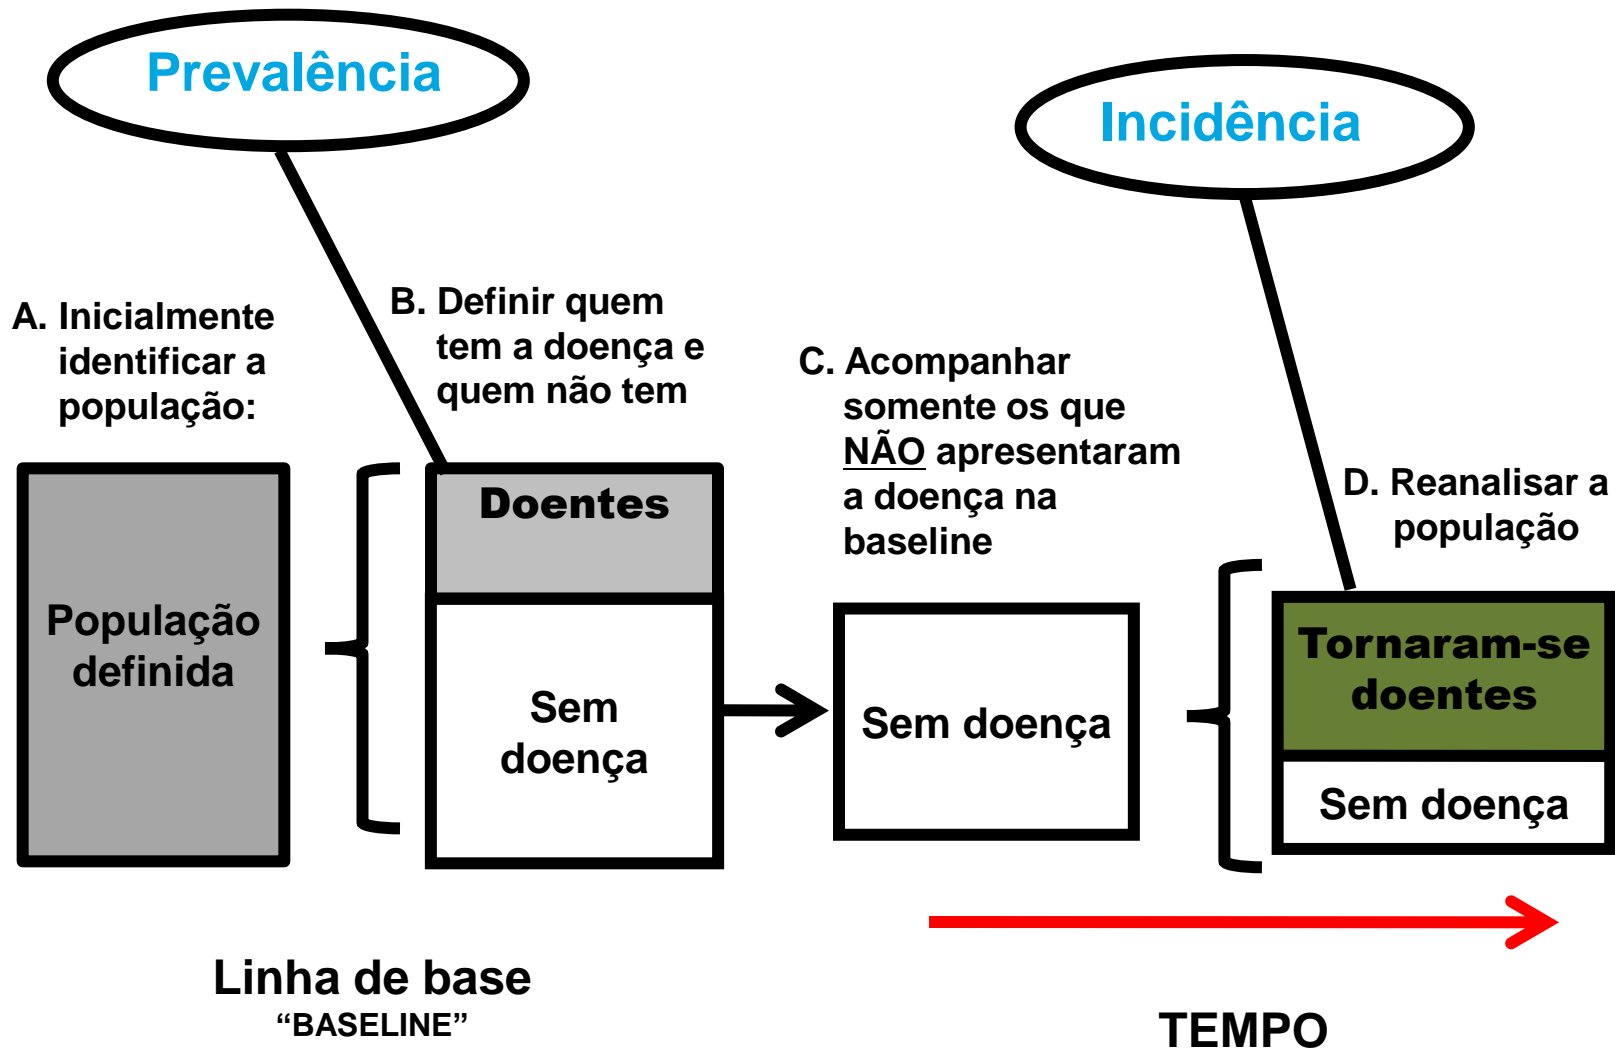 Prevalência
Incidência
A. Inicialmente
identificar a
população:
B. Definir quem
tem a doença e
quem não tem
C. Acompanhar
somente os que
NÃO apresentaram
a doença na
baseline
D. Reanalisar a
população
População
definida
Doentes
Sem
doença
Sem doença
Tornaram-se
doentes
Sem doença
Linha de base
“BASELINE”
TEMPO